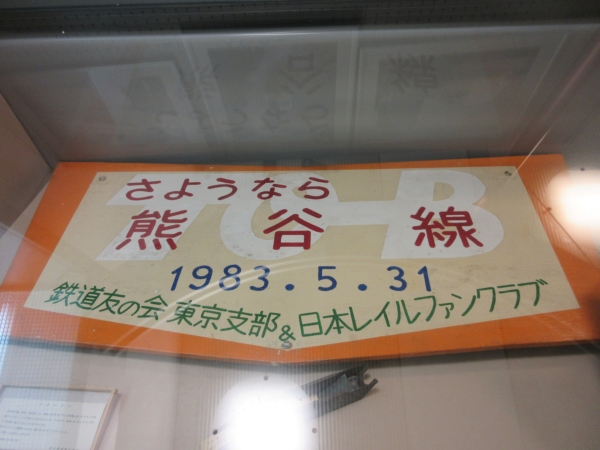 さようなら
熊谷線
1983.5.31
鉄道友の会 東京支部&日本レイルファンクラブ